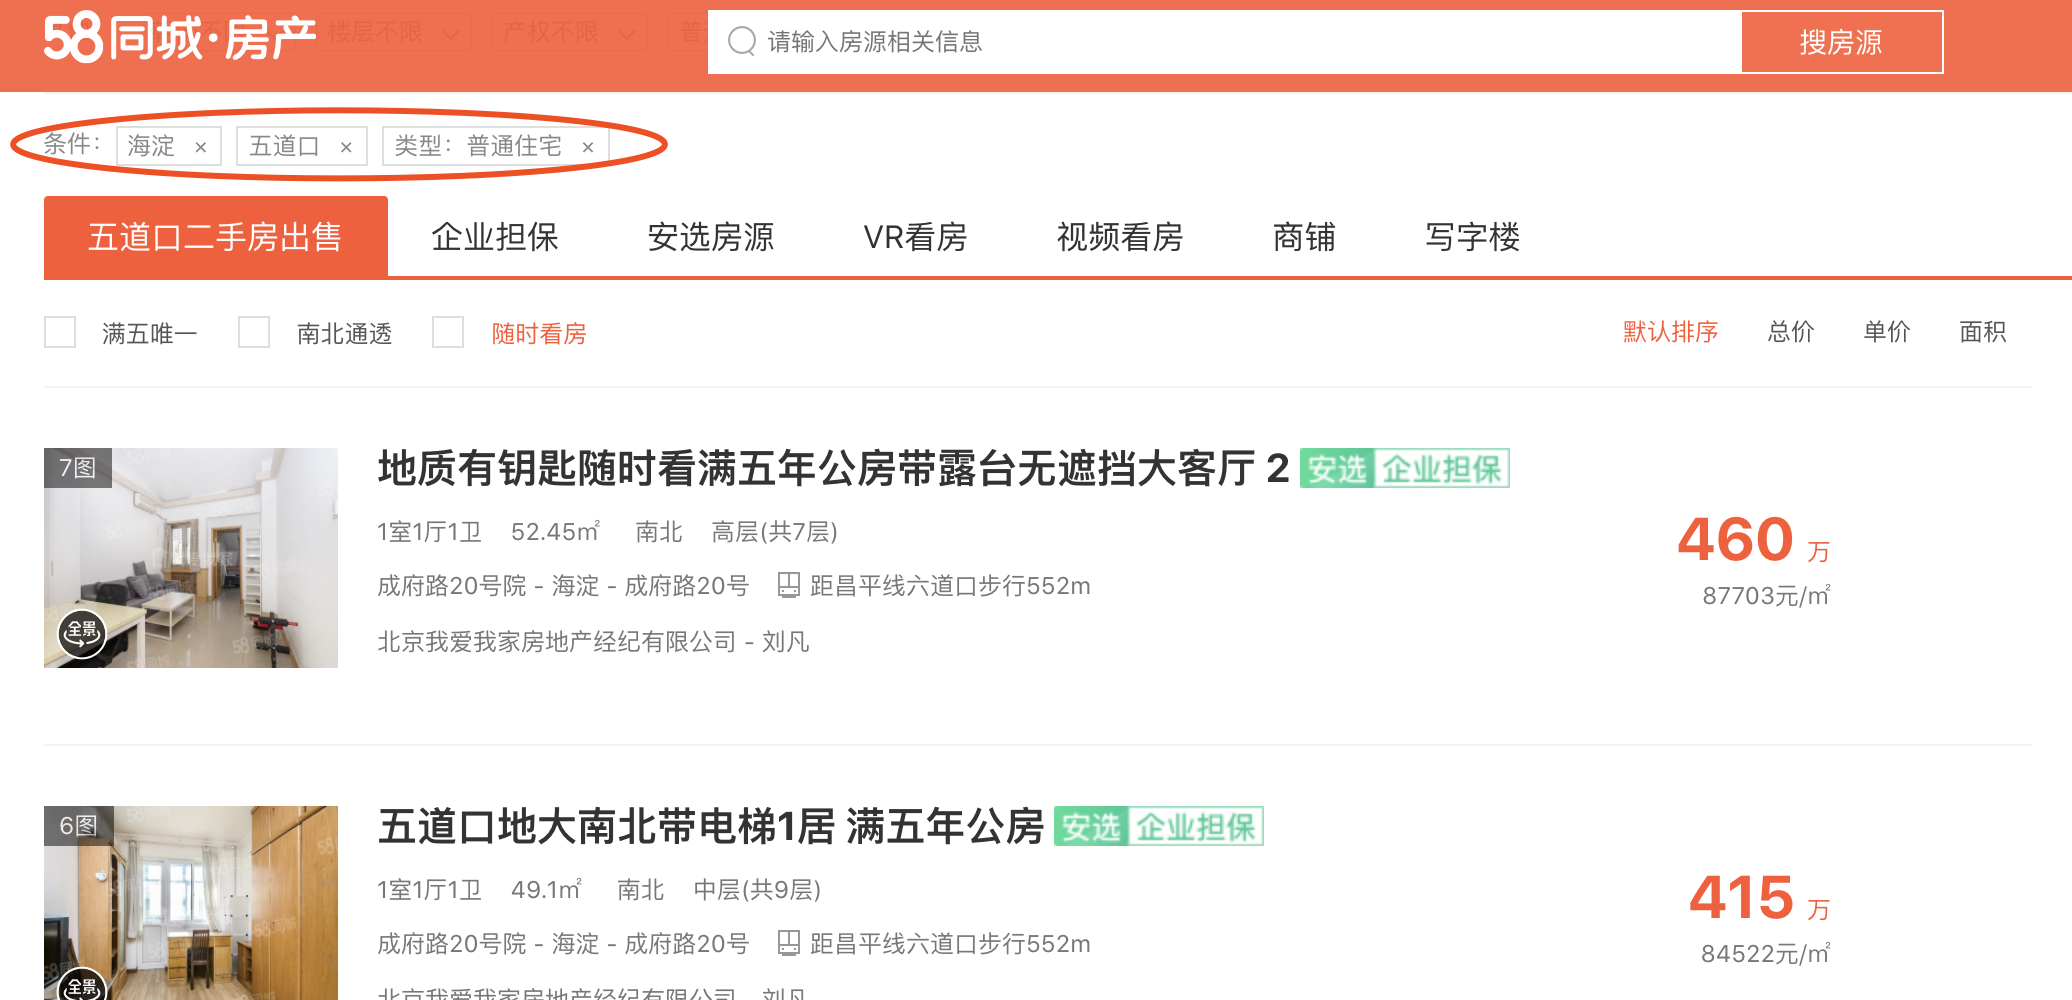 58同城·房产
楼层不限
产权不限
普
请输入房源相关信息
搜房源
条件：
海淀 ×
五道口 ×
类型：普通住宅 ×
五道口二手房出售
企业担保
安选房源
VR看房
视频看房
商铺
写字楼
满五唯一
南北通透
随时看房
默认排序
总价
单价
面积
7图
全景
地质有钥匙随时看满五年公房带露台无遮挡大客厅 2
安选 企业担保
1室1厅1卫 52.45㎡ 南北 高层(共7层)
成府路20号院 - 海淀 - 成府路20号 距昌平线六道口步行552m
北京我爱我家房地产经纪有限公司 - 刘凡
460 万
87703元/㎡
6图
全景
五道口地大南北带电梯1居 满五年公房
安选 企业担保
1室1厅1卫 49.1㎡ 南北 中层(共9层)
成府路20号院 - 海淀 - 成府路20号 距昌平线六道口步行552m
北京我爱我家房地产经纪有限公司 - 刘凡
415 万
84522元/㎡